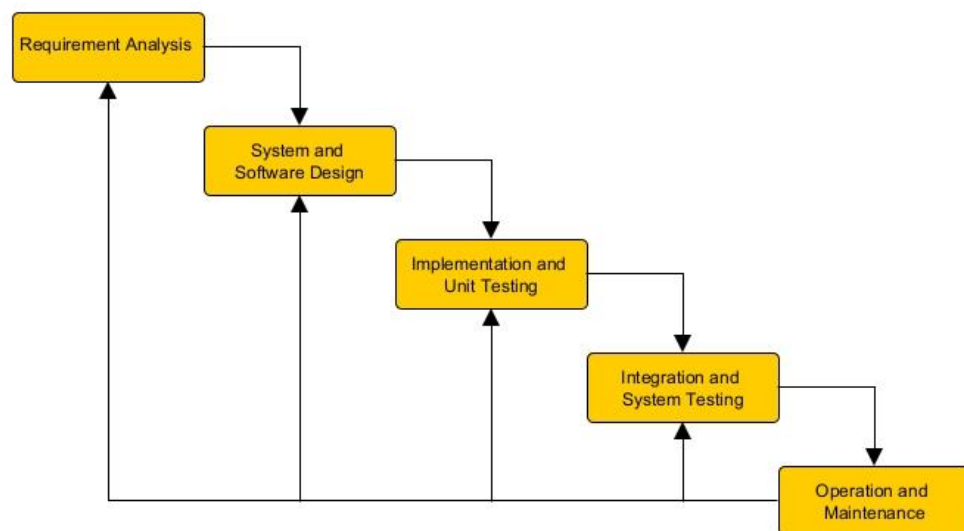 Requirement Analysis
System and
Software Design
Implementation and
Unit Testing
Integration and
System Testing
Operation and
Maintenance